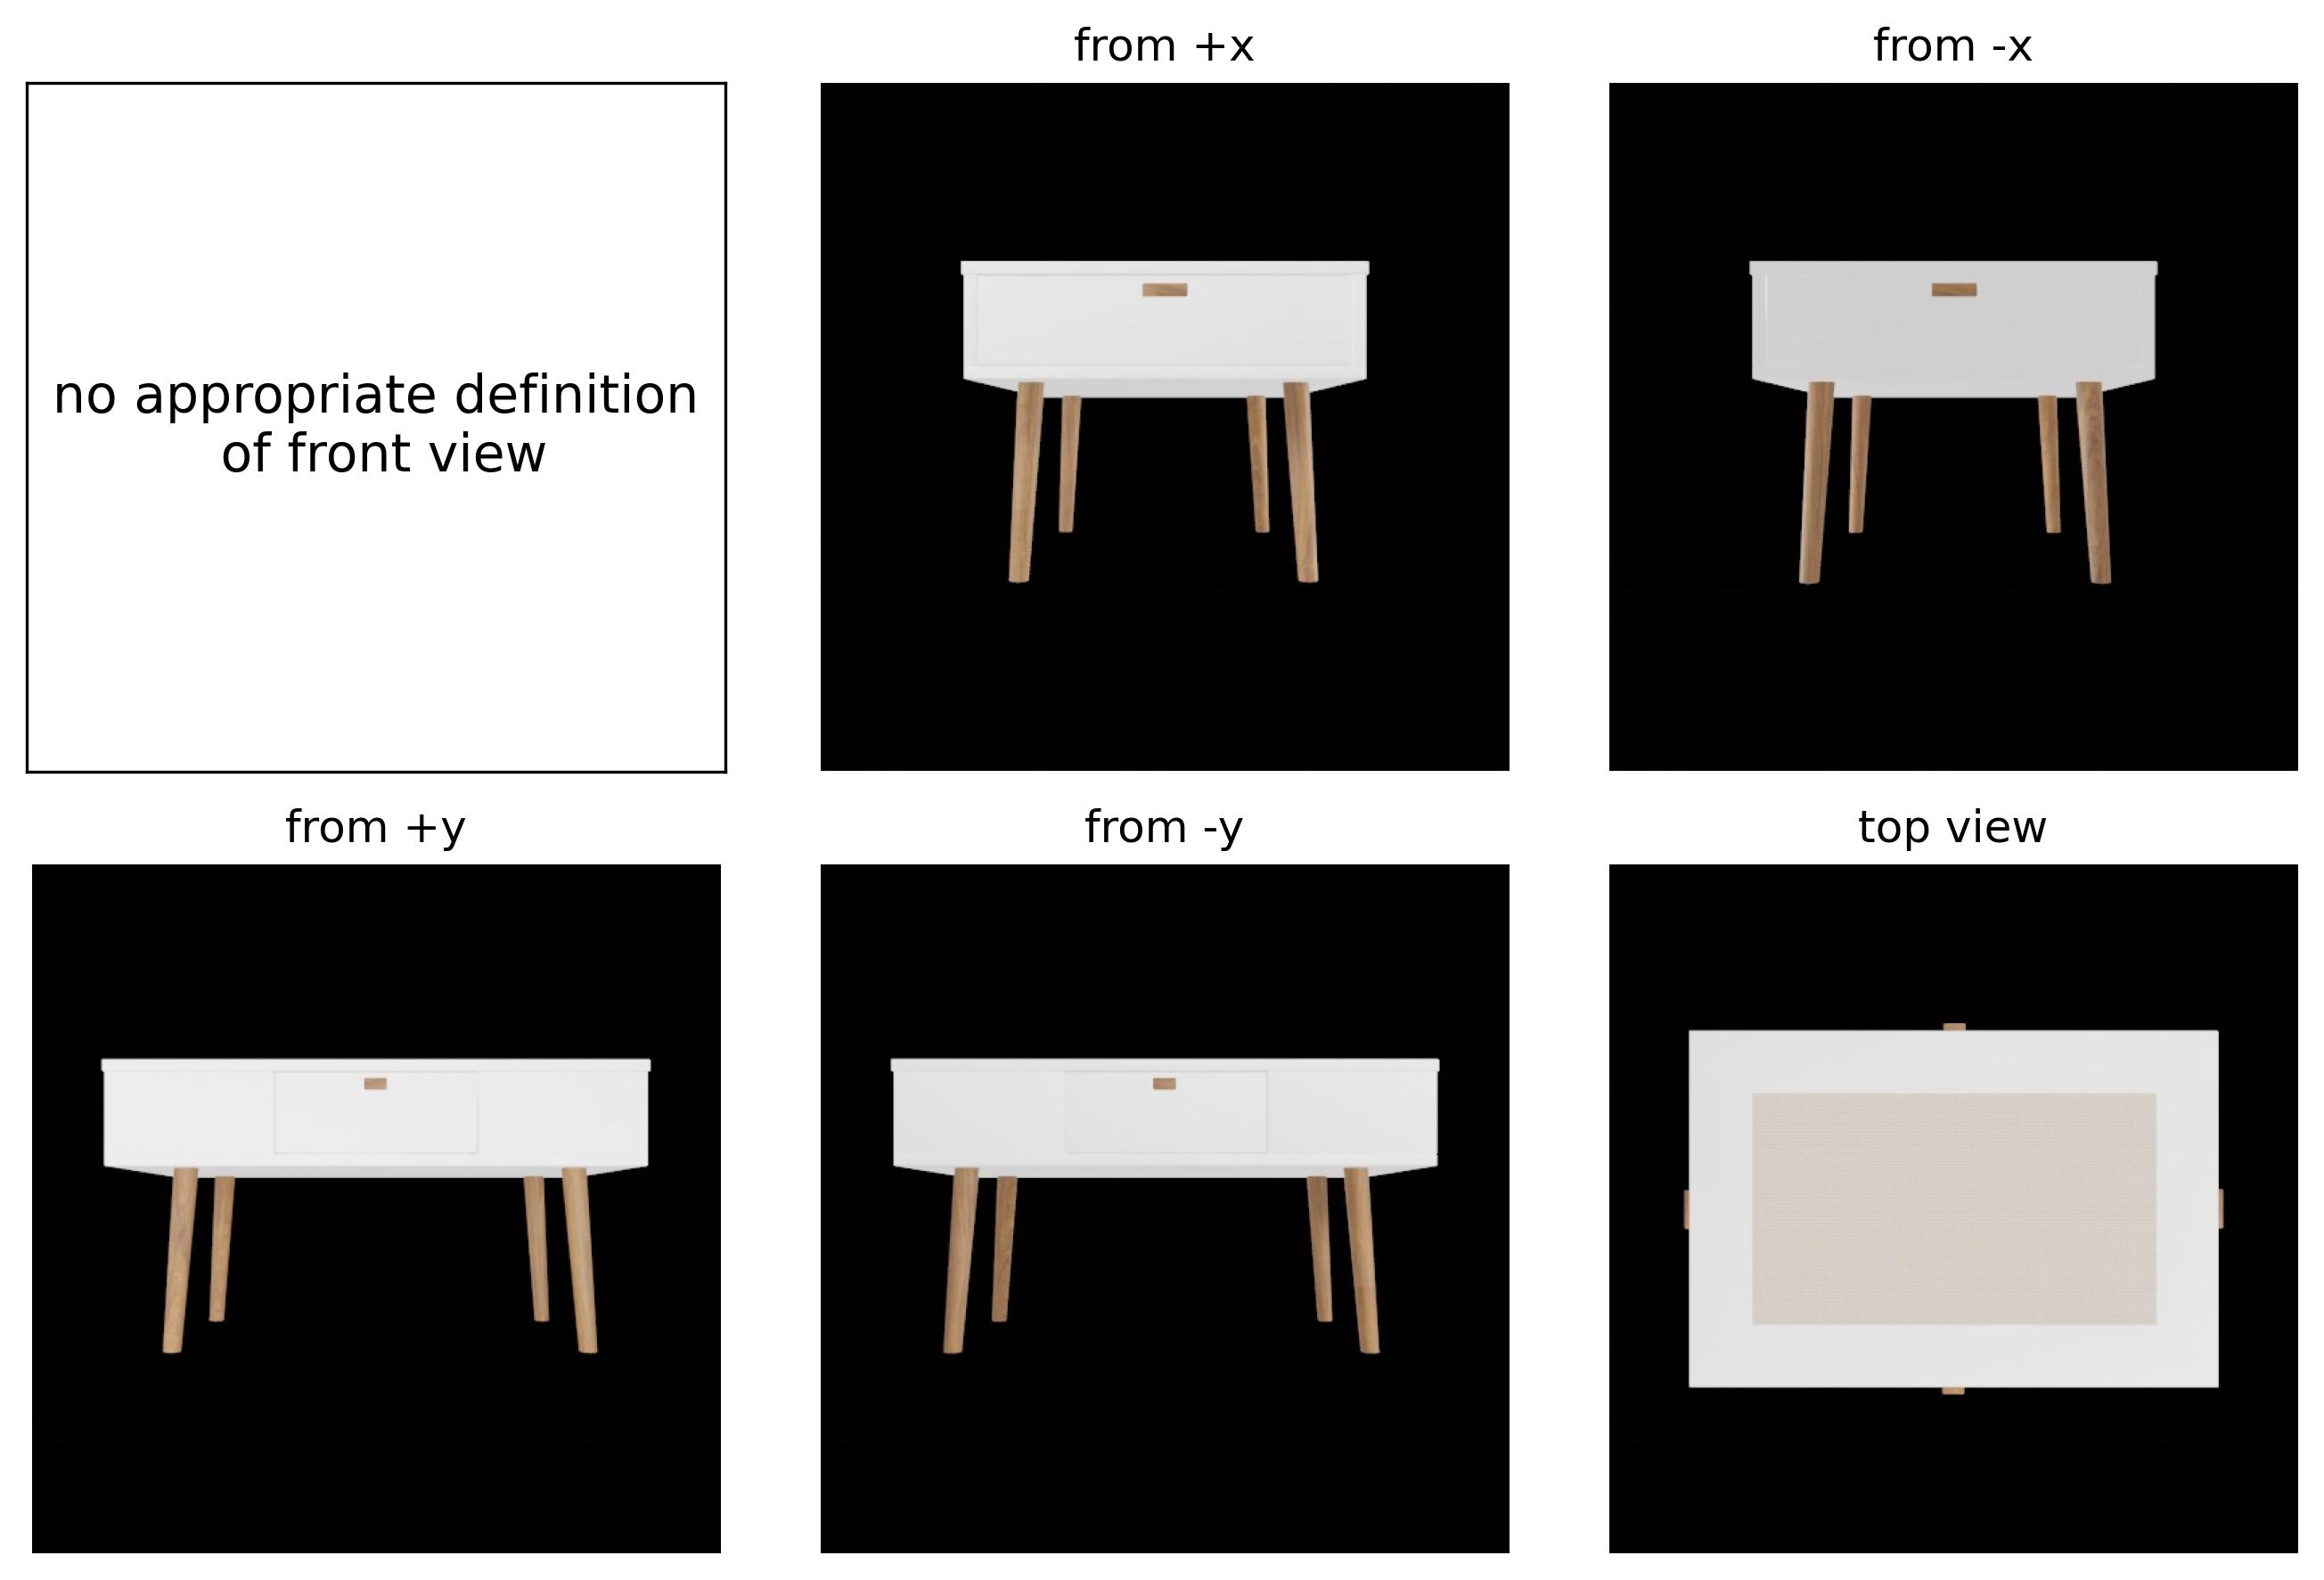 from +x
from -x
no appropriate definition
of front view
from +y
from -y
top view